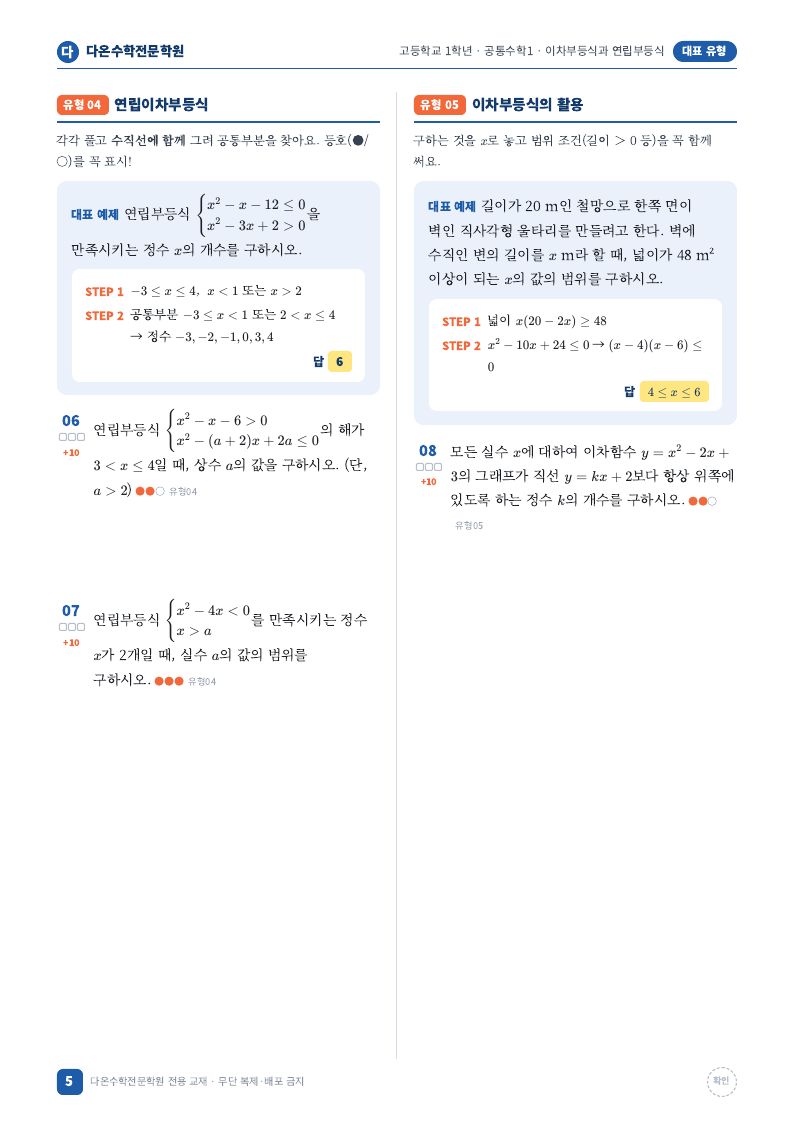 다 다온수학전문학원
고등학교 1학년 · 공통수학1 · 이차부등식과 연립부등식 대표 유형
유형 04 연립이차부등식
각각 풀고 수직선에 함께 그려 공통부분을 찾아요. 등호(●/
○)를 꼭 표시!
대표 예제 연립부등식 { x² − x − 12 ≤ 0
x² − 3x + 2 > 0 을
만족시키는 정수 x의 개수를 구하시오.
STEP 1 −3 ≤ x ≤ 4, x < 1 또는 x > 2
STEP 2 공통부분 −3 ≤ x < 1 또는 2 < x ≤ 4
→ 정수 −3, −2, −1, 0, 3, 4
답 6
06 연립부등식 { x² − x − 6 > 0
x² − (a + 2)x + 2a ≤ 0 의 해가
+10
3 < x ≤ 4일 때, 상수 a의 값을 구하시오. (단,
a > 2) ●●○ 유형04
07 연립부등식 { x² − 4x < 0
x > a 를 만족시키는 정수
+10
x가 2개일 때, 실수 a의 값의 범위를
구하시오. ●●● 유형04
유형 05 이차부등식의 활용
구하는 것을 x로 놓고 범위 조건(길이 > 0 등)을 꼭 함께
써요.
대표 예제 길이가 20 m인 철망으로 한쪽 면이
벽인 직사각형 울타리를 만들려고 한다. 벽에
수직인 변의 길이를 x m라 할 때, 넓이가 48 m²
이상이 되는 x의 값의 범위를 구하시오.
STEP 1 넓이 x(20 − 2x) ≥ 48
STEP 2 x² − 10x + 24 ≤ 0 → (x − 4)(x − 6) ≤
0
답 4 ≤ x ≤ 6
08 모든 실수 x에 대하여 이차함수 y = x² − 2x +
+10
3의 그래프가 직선 y = kx + 2보다 항상 위쪽에
있도록 하는 정수 k의 개수를 구하시오. ●●○
유형05
5 다온수학전문학원 전용 교재 · 무단 복제·배포 금지
확인